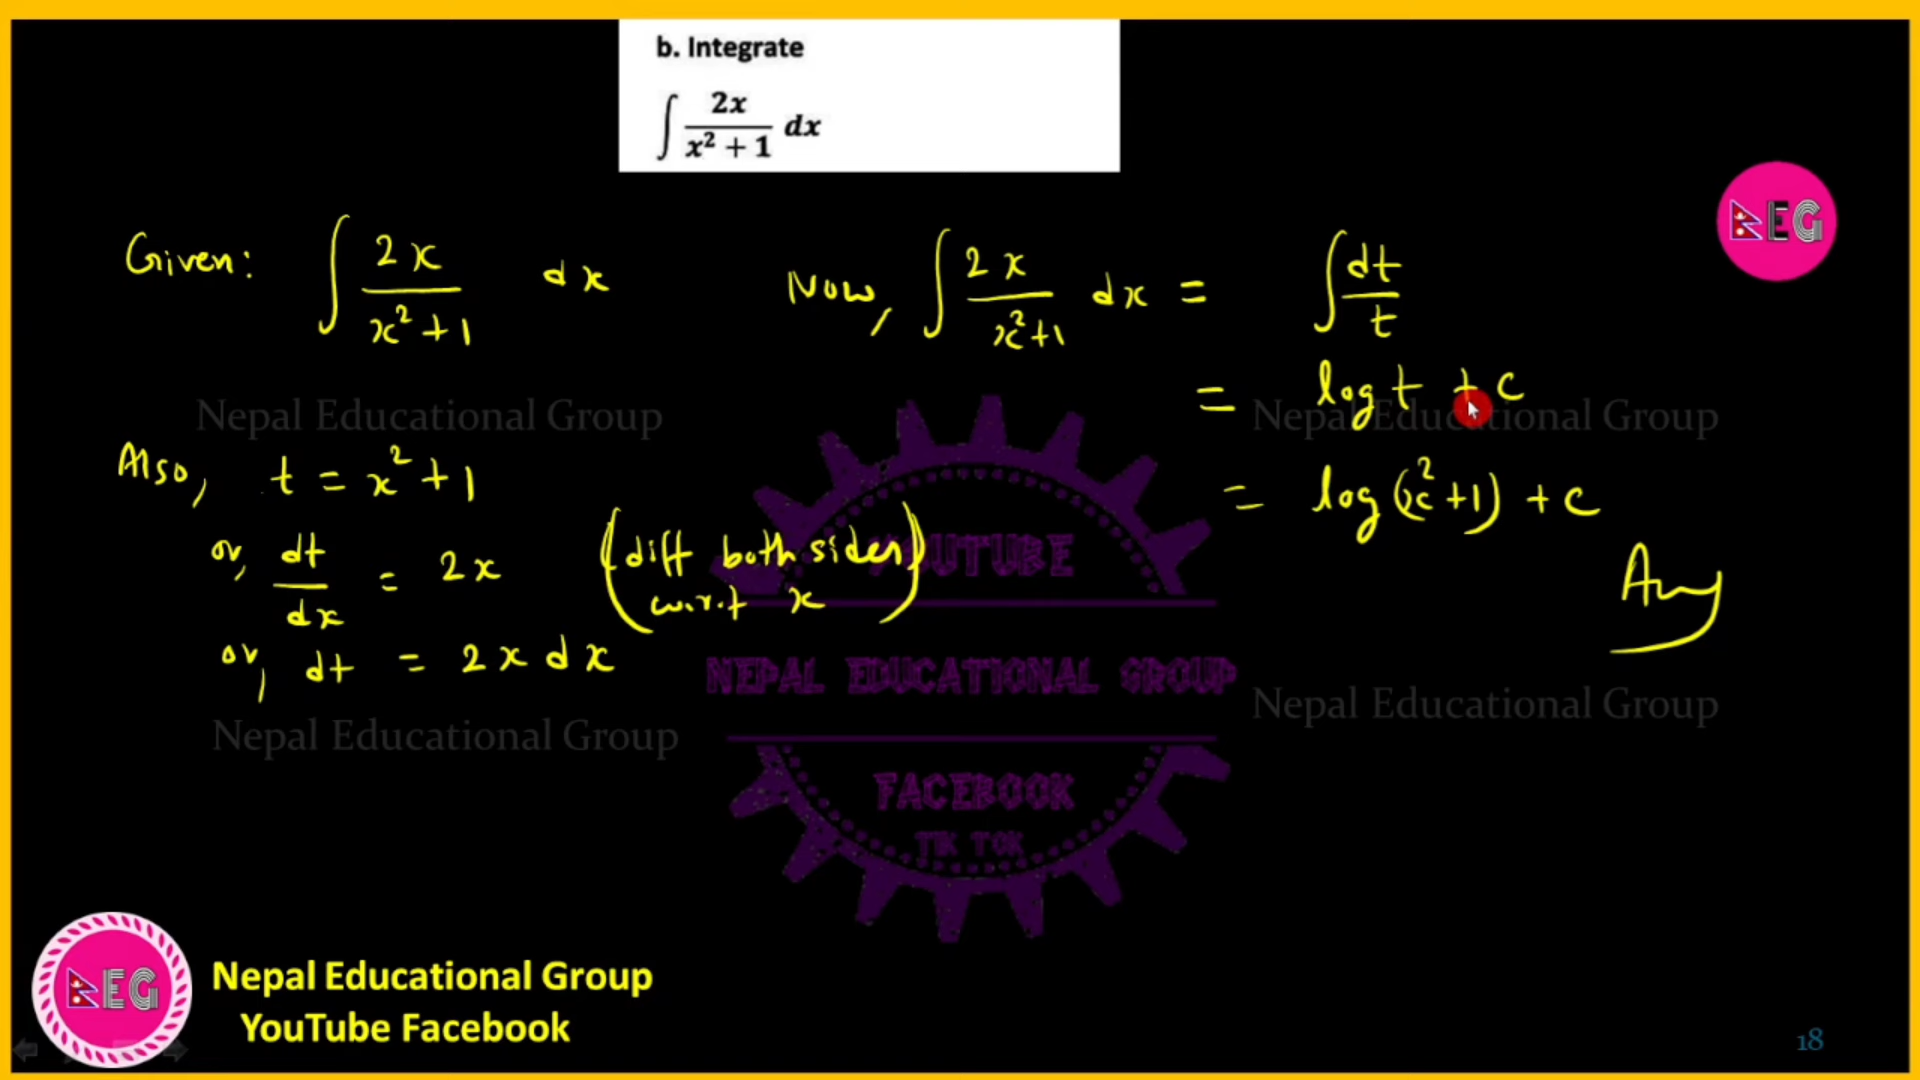 b. Integrate
∫ 2x / x² + 1 dx
Given: ∫ 2x / x² + 1 dx
Also, t = x² + 1
or, dt / dx = 2x (diff both sides w.r.t x)
or, dt = 2x dx
Now, ∫ 2x / x² + 1 dx = ∫ dt / t
= log t + c
= log (x² + 1) + c
EG
Nepal Educational Group
Nepal Educational Group
Nepal Educational Group
Nepal Educational Group
YOUTUBE
NEPAL EDUCATIONAL GROUP
FACEBOOK
TIK TOK
EG
Nepal Educational Group
YouTube Facebook
18